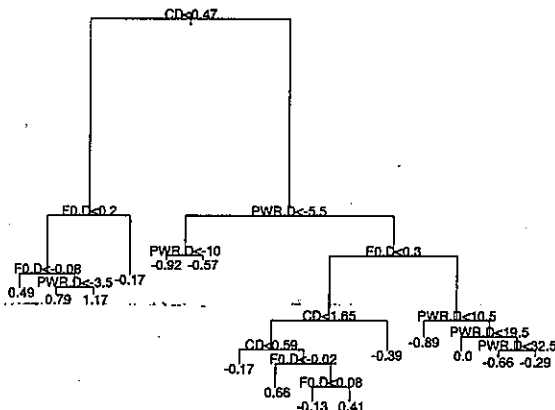 CD<0.47
F0.D<0.2
PWR.D<-5.5
PWR.D<-10
F0.D<0.3
-0.92 -0.57
F0.D<-0.08
-0.17
PWR.D<-3.5
0.49
0.79 1.17
CD<1.65
PWR.D<10.5
-0.89
PWR.D<19.5
CD<0.59
PWR.D<32.5
-0.39
0.0
-0.66 -0.29
-0.17
F0.D<-0.02
0.66
F0.D<0.08
-0.13 0.41